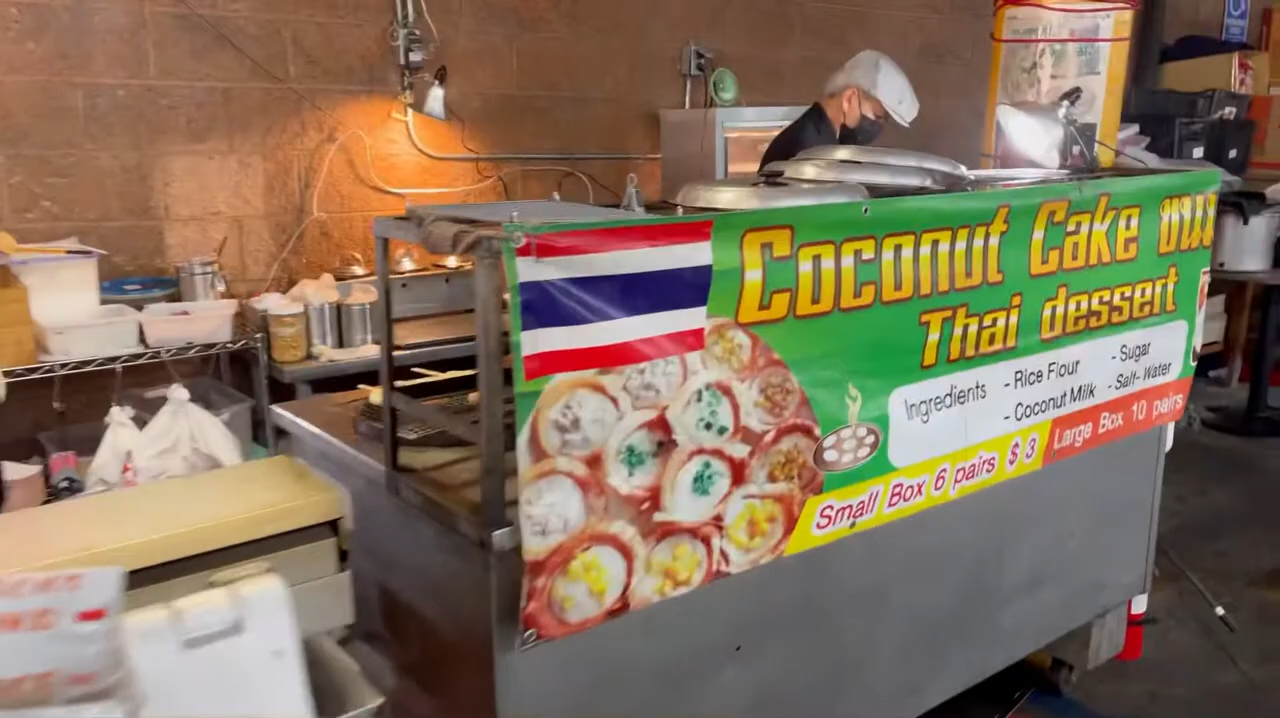 Coconut Cake ขน
Thai dessert
Ingredients
- Rice Flour
- Sugar
- Coconut Milk
- Salt- Water
Small Box 6 pairs $ 3
Large Box 10 pairs